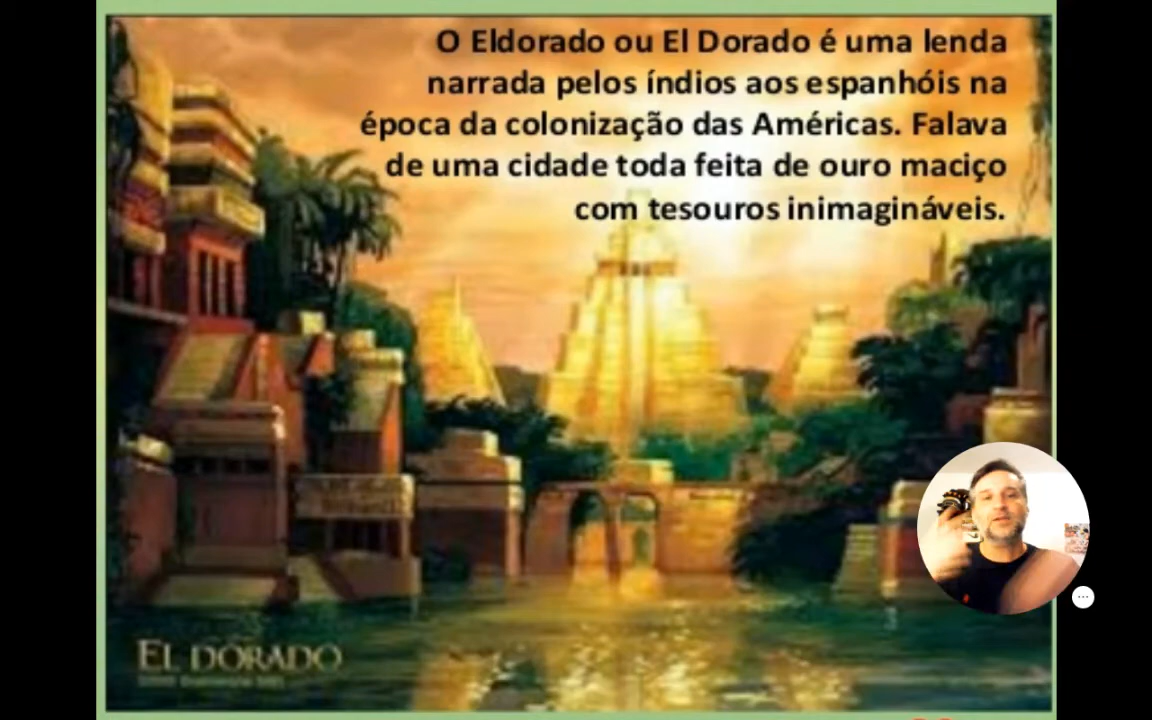 O Eldorado ou El Dorado é uma lenda
narrada pelos índios aos espanhóis na
época da colonização das Américas. Falava
de uma cidade toda feita de ouro maciço
com tesouros inimagináveis.
EL DORADO